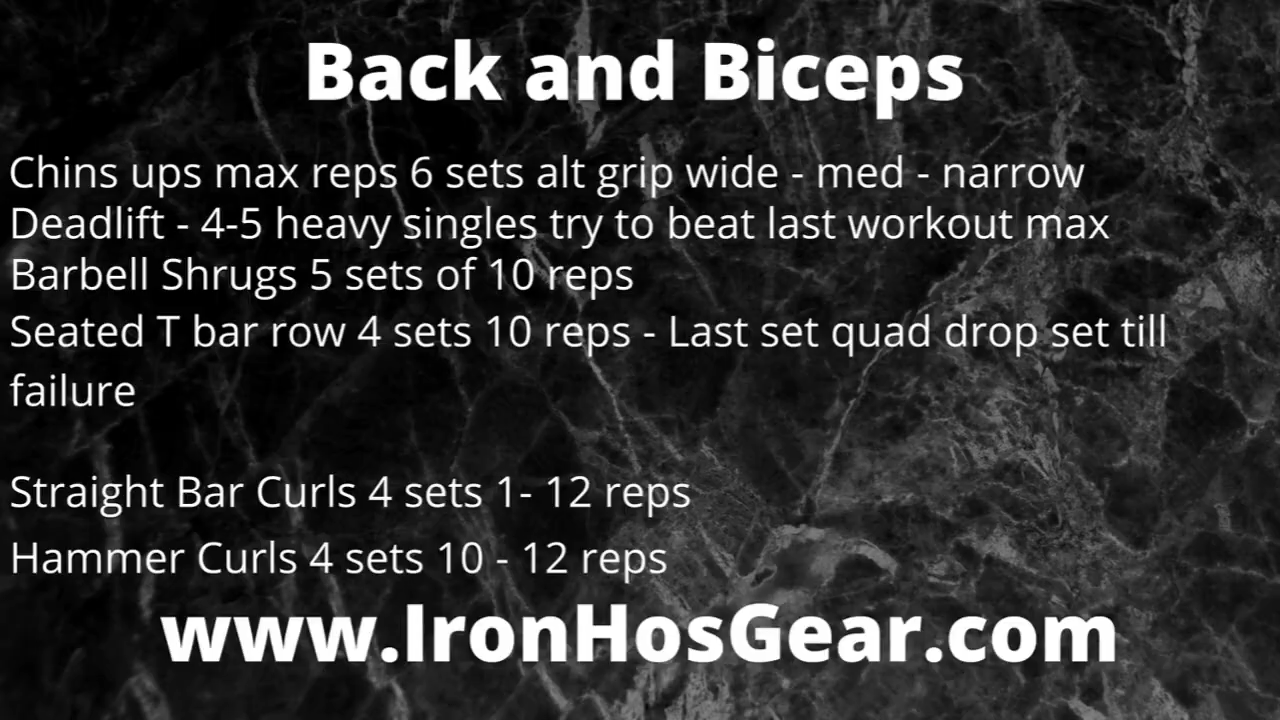 Back and Biceps
Chins ups max reps 6 sets alt grip wide - med - narrow
Deadlift - 4-5 heavy singles try to beat last workout max
Barbell Shrugs 5 sets of 10 reps
Seated T bar row 4 sets 10 reps - Last set quad drop set till
failure
Straight Bar Curls 4 sets 1- 12 reps
Hammer Curls 4 sets 10 - 12 reps
www.IronHosGear.com